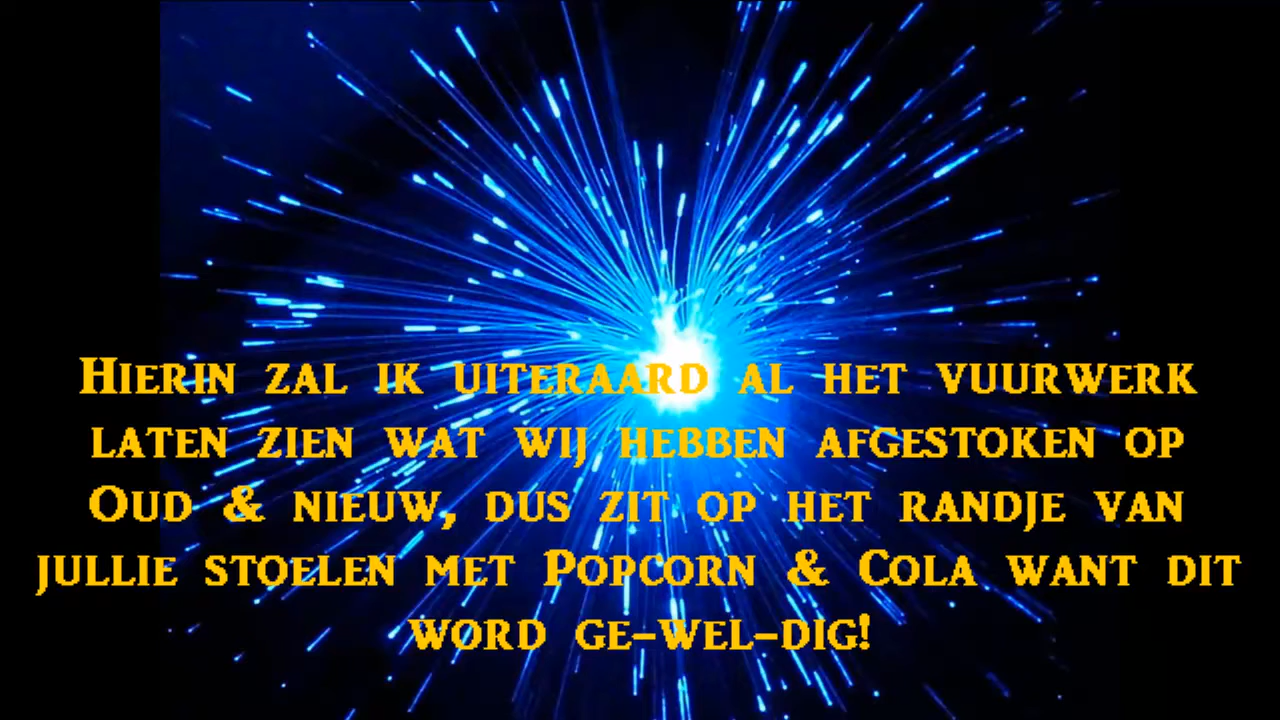 Hierin zal ik uiteraard al het vuurwerk
laten zien wat wij hebben afgestoken op
Oud & nieuw, dus zit op het randje van
jullie stoelen met Popcorn & Cola want dit
word ge-wel-dig!